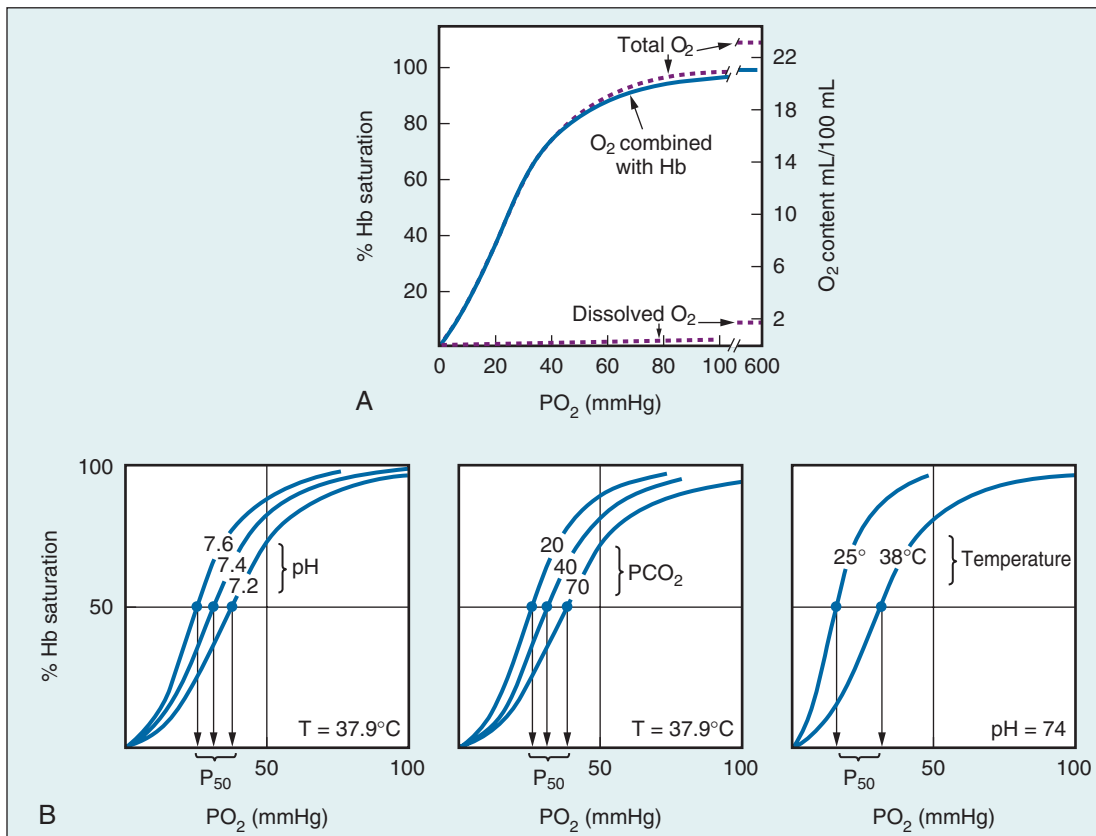 Total O2
22
100
% Hb saturation
80
18
O2 combined
with Hb
60
14
O2 content mL/100 mL
40
10
20
6
Dissolved O2
2
0 20 40 60 80 100 600
A
PO2 (mmHg)
100
% Hb saturation
50
7.6
7.4
7.2
pH
T = 37.9°C
P50
50
100
PO2 (mmHg)
20
40
70
PCO2
T = 37.9°C
P50
50
100
PO2 (mmHg)
25°
38°C
Temperature
pH = 74
P50
50
100
PO2 (mmHg)
B